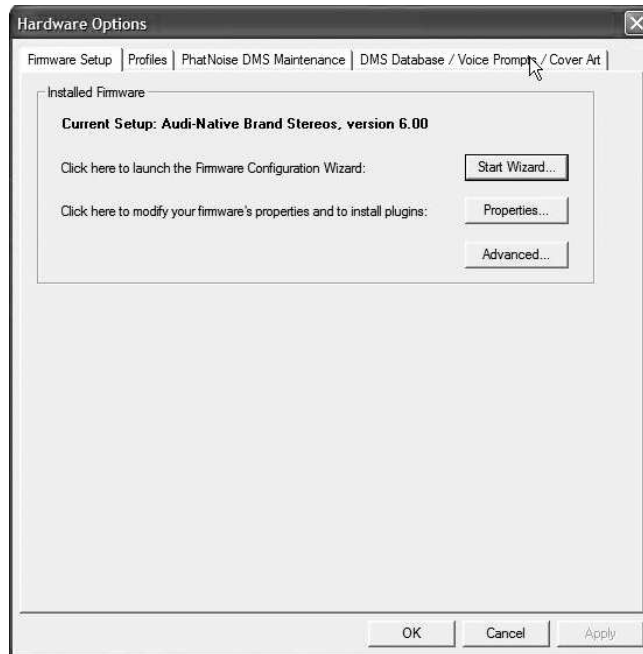 Hardware Options
Firmware Setup Profiles PhatNoise DMS Maintenance DMS Database / Voice Prompts / Cover Art
Installed Firmware
Current Setup: Audi-Native Brand Stereos, version 6.00
Click here to launch the Firmware Configuration Wizard: Start Wizard...
Click here to modify your firmware's properties and to install plugins: Properties...
Advanced...
OK Cancel Apply